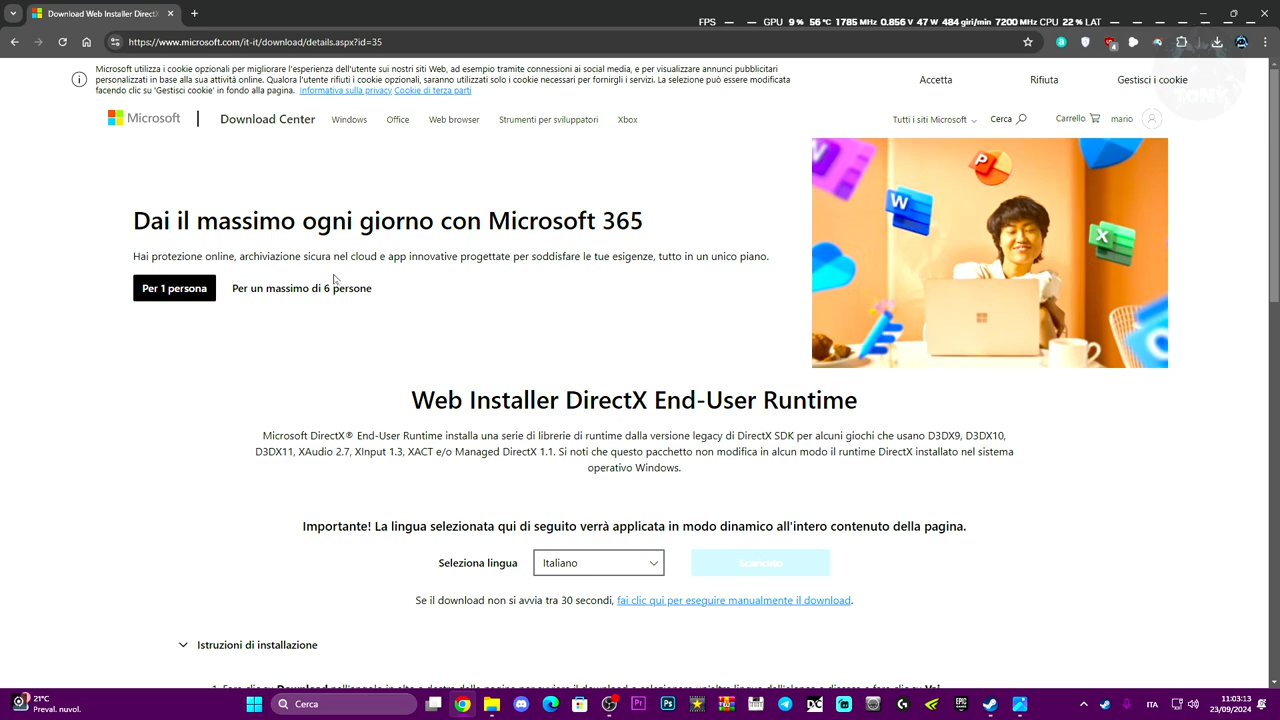 Download Web Installer DirectX
FPS — — GPU 9 % 56 °C 1785 MHz 0.856 V 47 W 484 giri/min 7200 MHz CPU 22 % LAT — — — — — —
https://www.microsoft.com/it-it/download/details.aspx?id=35
Microsoft utilizza i cookie opzionali per migliorare l'esperienza dell'utente nei suoi siti Web, ad esempio tramite connessioni ai social media, e per visualizzare annunci pubblicitari
personalizzati in base alla sua attività online. Qualora l'utente rifiuti i cookie opzionali, saranno utilizzati solo i cookie necessari per fornirgli i servizi. La selezione può essere modificata
facendo clic su 'Gestisci cookie' in fondo alla pagina. Informativa sulla privacy Cookie di terza parti
Accetta Rifiuta Gestisci i cookie
TONY
Microsoft Download Center Windows Office Web browser Strumenti per sviluppatori Xbox Tutti i siti Microsoft Cerca Carrello mario
Dai il massimo ogni giorno con Microsoft 365
Hai protezione online, archiviazione sicura nel cloud e app innovative progettate per soddisfare le tue esigenze, tutto in un unico piano.
Per 1 persona Per un massimo di 6 persone
P
W
X
Web Installer DirectX End-User Runtime
Microsoft DirectX® End-User Runtime installa una serie di librerie di runtime dalla versione legacy di DirectX SDK per alcuni giochi che usano D3DX9, D3DX10,
D3DX11, XAudio 2.7, XInput 1.3, XACT e/o Managed DirectX 1.1. Si noti che questo pacchetto non modifica in alcun modo il runtime DirectX installato nel sistema
operativo Windows.
Importante! La lingua selezionata qui di seguito verrà applicata in modo dinamico all'intero contenuto della pagina.
Seleziona lingua Italiano Scaricato
Se il download non si avvia tra 30 secondi, fai clic qui per eseguire manualmente il download.
Istruzioni di installazione
21°C
Preval. nuvol.
Cerca
ITA
11:03:13
23/09/2024